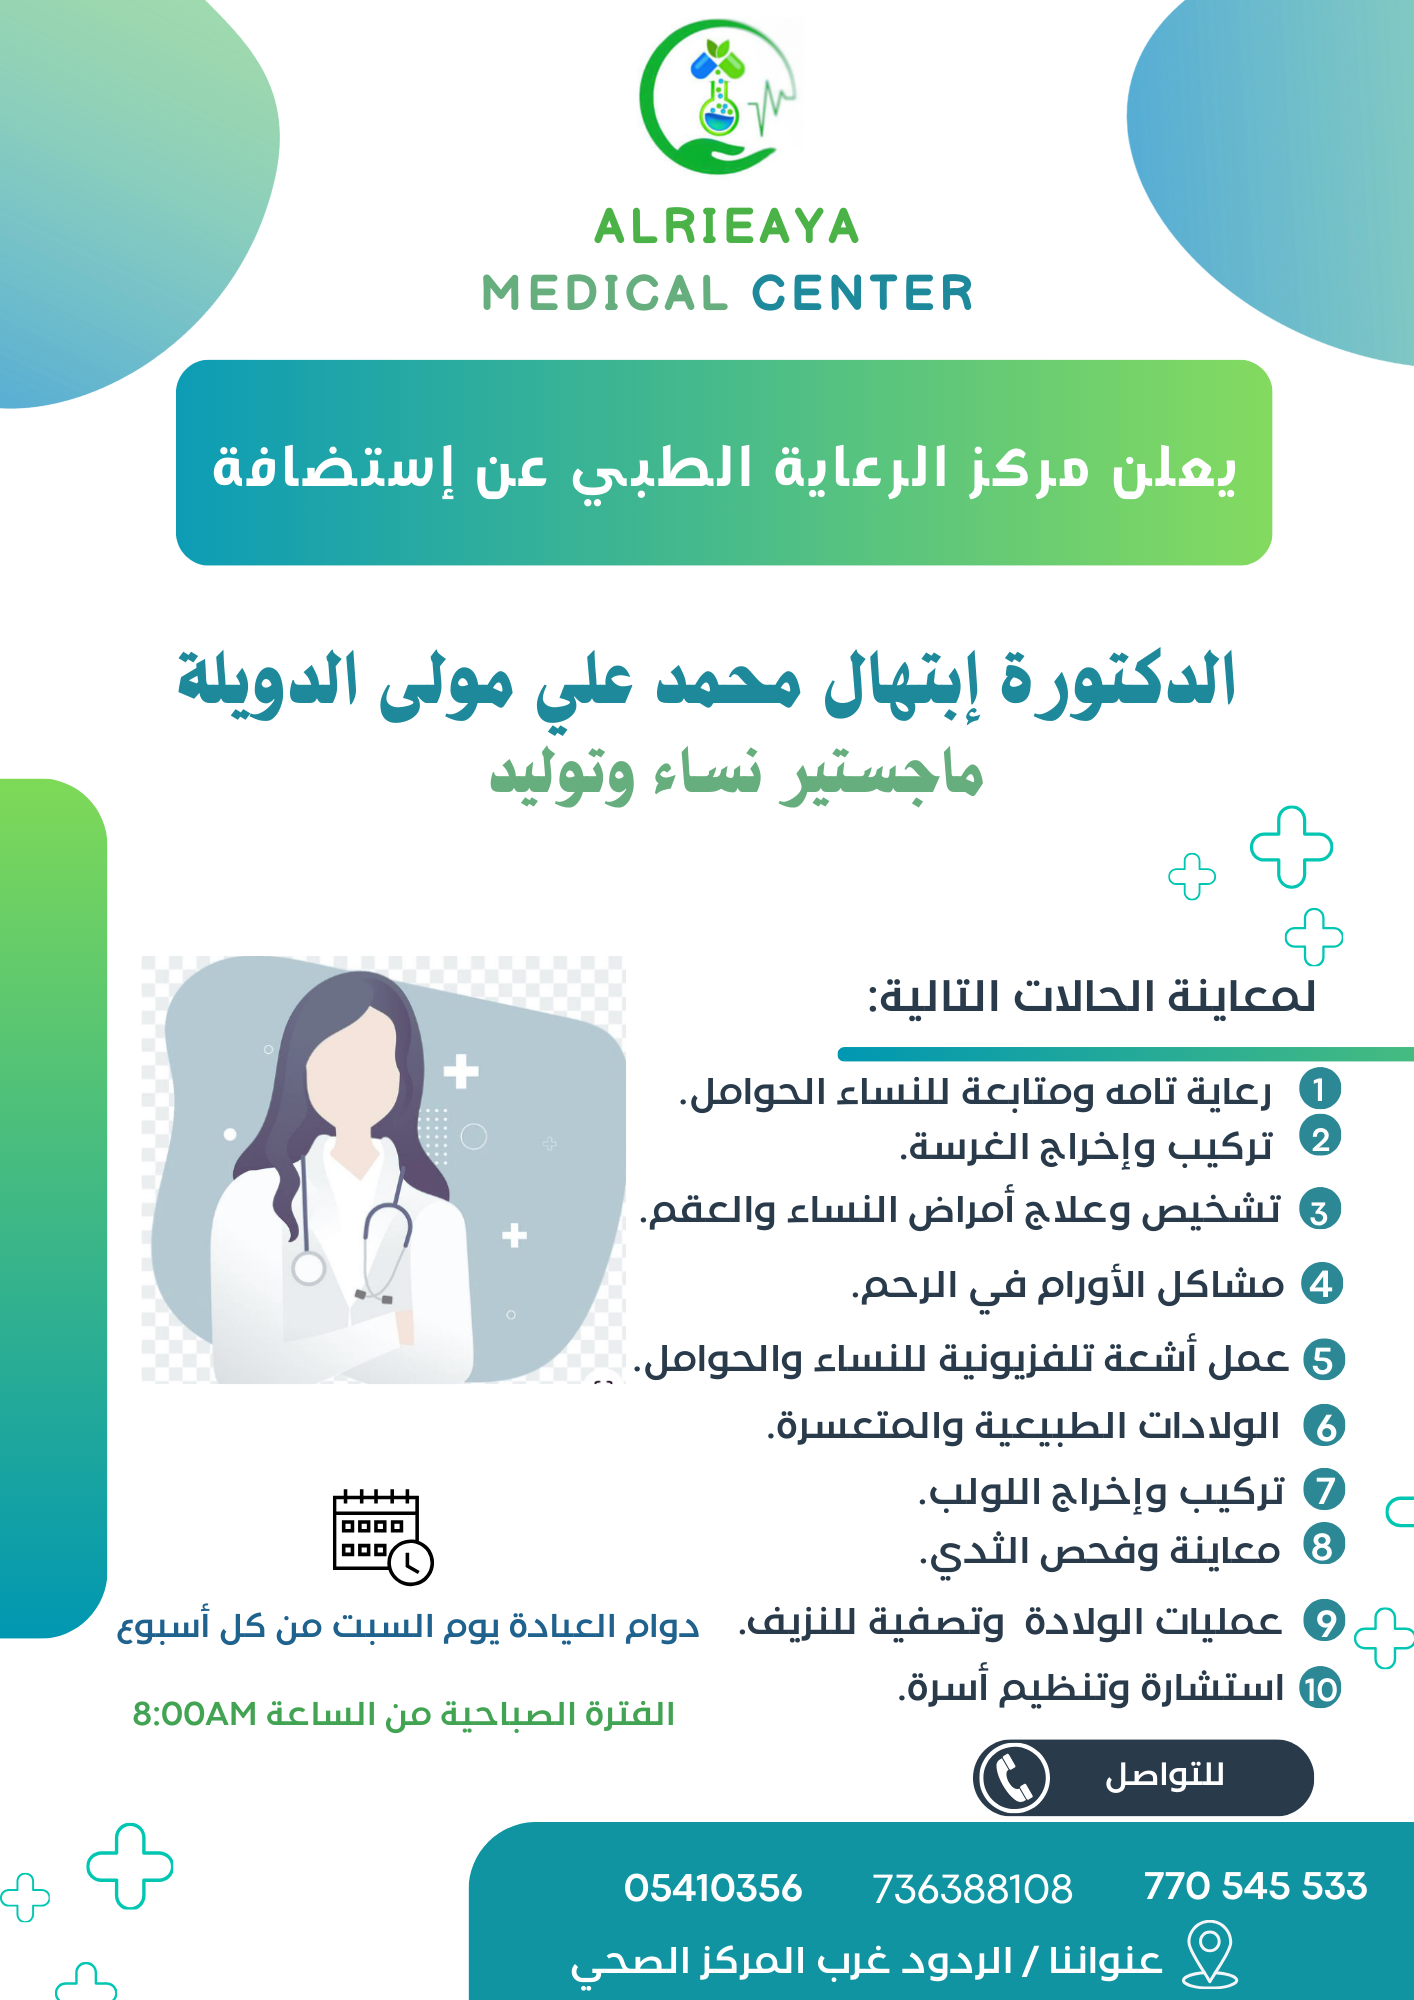 ALRIEAYA
MEDICAL CENTER
يعلن مركز الرعاية الطبي عن إستضافة
الدكتورة إبتهال محمد علي مولى الدويلة
ماجستير نساء وتوليد
لمعاينة الحالات التالية:
1 رعاية تامه ومتابعة للنساء الحوامل.
2 تركيب وإخراج الغرسة.
3 تشخيص وعلاج أمراض النساء والعقم.
4 مشاكل الأورام في الرحم.
5 عمل أشعة تلفزيونية للنساء والحوامل.
6 الولادات الطبيعية والمتعسرة.
7 تركيب وإخراج اللولب.
8 معاينة وفحص الثدي.
9 عمليات الولادة وتصفية للنزيف.
10 استشارة وتنظيم أسرة.
دوام العيادة يوم السبت من كل أسبوع
الفترة الصباحية من الساعة 8:00AM
للتواصل
770 545 533
736388108
05410356
عنواننا / الردود غرب المركز الصحي